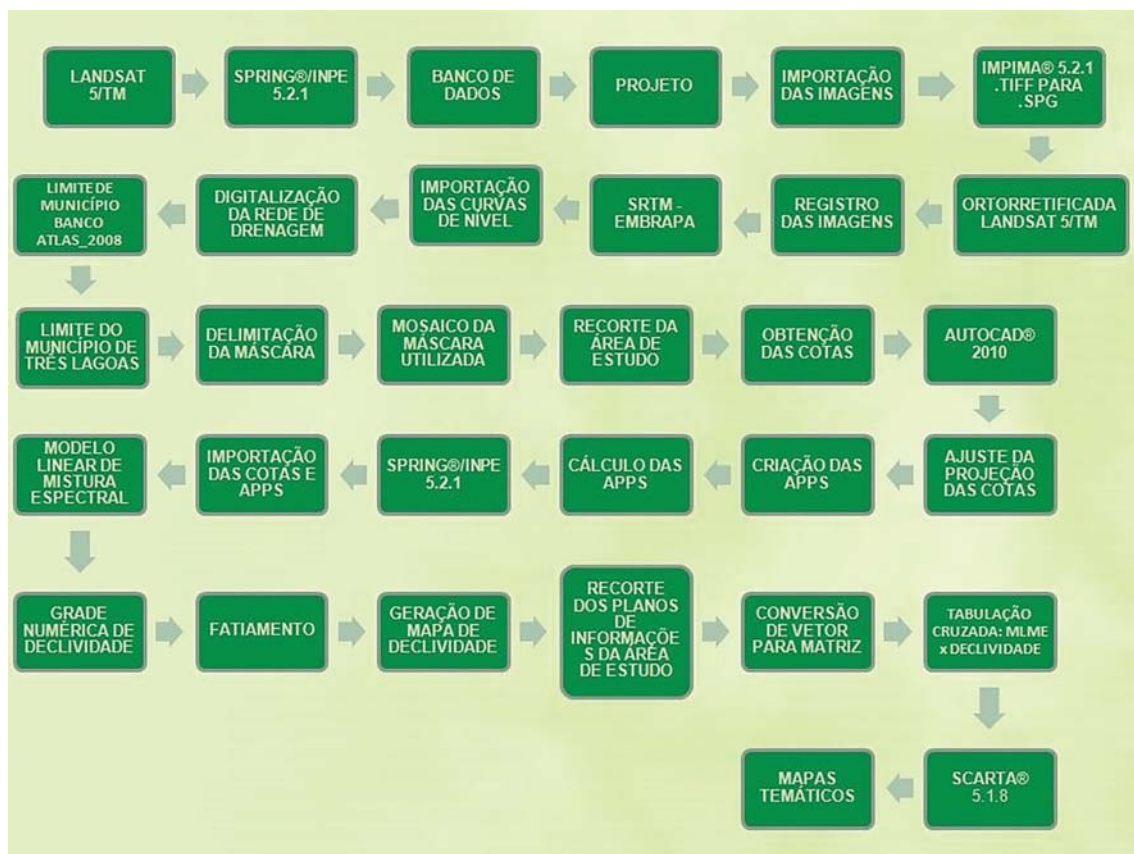 LANDSAT
5/TM
SPRING®/INPE
5.2.1
BANCO DE
DADOS
PROJETO
IMPORTAÇÃO
DAS IMAGENS
IMPIMA® 5.2.1
.TIFF PARA
.SPG
ORTORRETIFICADA
LANDSAT 5/TM
REGISTRO
DAS IMAGENS
SRTM -
EMBRAPA
IMPORTAÇÃO
DAS CURVAS
DE NÍVEL
DIGITALIZAÇÃO
DA REDE DE
DRENAGEM
LIMITE DE
MUNICÍPIO
BANCO
ATLAS_2008
LIMITE DO
MUNICÍPIO DE
TRÊS LAGOAS
DELIMITAÇÃO
DA MÁSCARA
MOSAICO DA
MÁSCARA
UTILIZADA
RECORTE DA
ÁREA DE
ESTUDO
OBTENÇÃO
DAS COTAS
AUTOCAD®
2010
AJUSTE DA
PROJEÇÃO
DAS COTAS
CRIAÇÃO DAS
APPS
CÁLCULO DAS
APPS
SPRING®/INPE
5.2.1
IMPORTAÇÃO
DAS COTAS E
APPS
MODELO
LINEAR DE
MISTURA
ESPECTRAL
GRADE
NUMÉRICA DE
DECLIVIDADE
FATIAMENTO
GERAÇÃO DE
MAPA DE
DECLIVIDADE
RECORTE
DOS PLANOS
DE
INFORMAÇÕE
S DA ÁREA
DE ESTUDO
CONVERSÃO
DE VETOR
PARA MATRIZ
TABULAÇÃO
CRUZADA: MLME
x DECLIVIDADE
SCARTA®
5.1.8
MAPAS
TEMÁTICOS